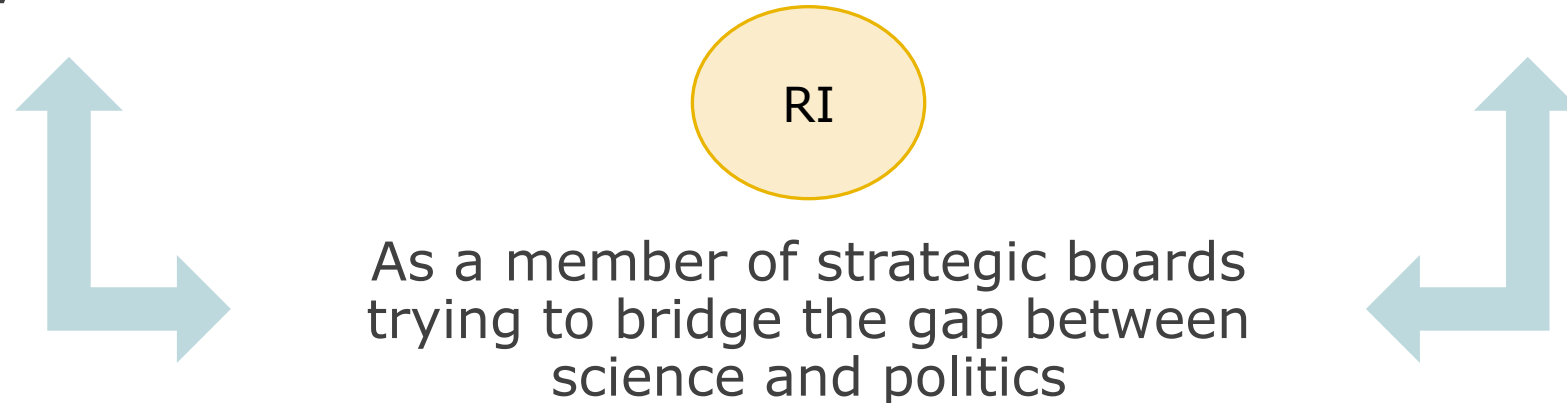 RI
As a member of strategic boards
trying to bridge the gap between
science and politics